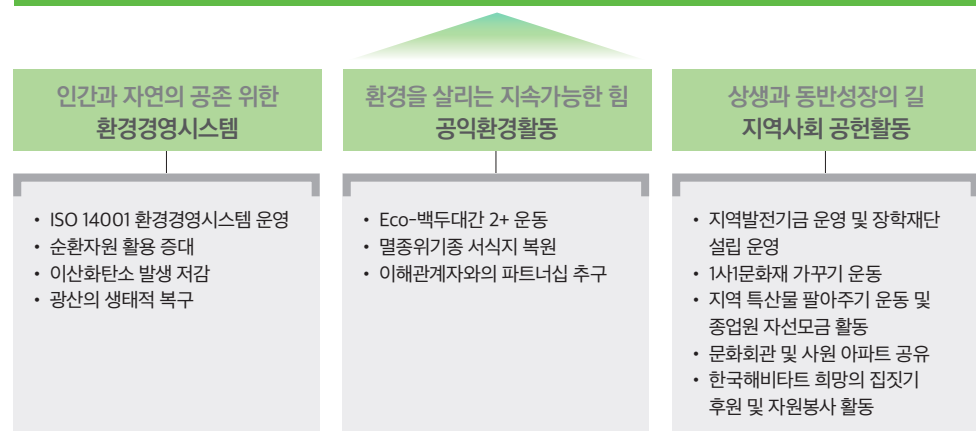 인간과 자연의 공존 위한
환경경영시스템
• ISO 14001 환경경영시스템 운영
• 순환자원 활용 증대
• 이산화탄소 발생 저감
• 광산의 생태적 복구
환경을 살리는 지속가능한 힘
공익환경활동
• Eco-백두대간 2+ 운동
• 멸종위기종 서식지 복원
• 이해관계자와의 파트너십 추구
상생과 동반성장의 길
지역사회 공헌활동
• 지역발전기금 운영 및 장학재단
설립 운영
• 1사1문화재 가꾸기 운동
• 지역 특산물 팔아주기 운동 및
종업원 자선모금 활동
• 문화회관 및 사원 아파트 공유
• 한국해비타트 희망의 집짓기
후원 및 자원봉사 활동